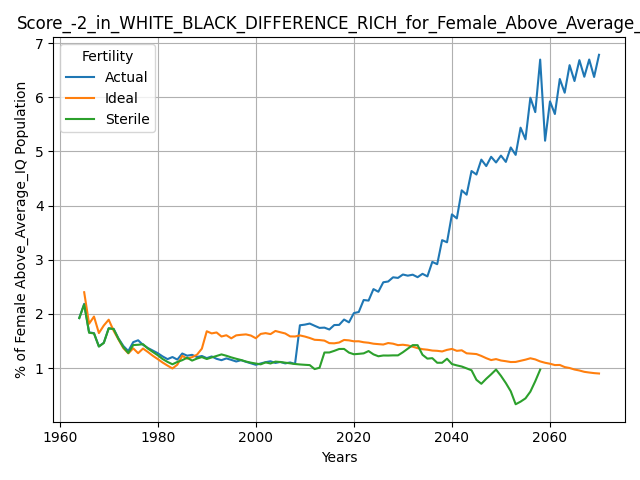 Score_-2_in_WHITE_BLACK_DIFFERENCE_RICH_for_Female_Above_Average_
Fertility
Actual
Ideal
Sterile
% of Female Above_Average_IQ Population
7
6
5
4
3
2
1
1960
1980
2000
2020
2040
2060
Years